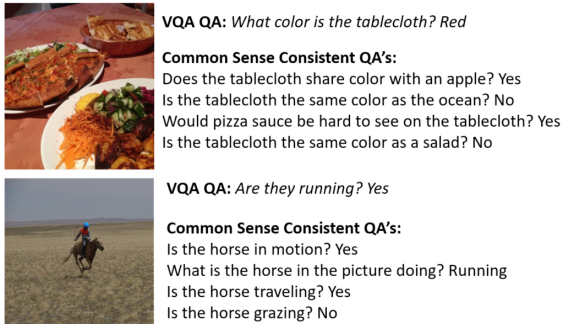 VQA QA: What color is the tablecloth? Red
Common Sense Consistent QA’s:
Does the tablecloth share color with an apple? Yes
Is the tablecloth the same color as the ocean? No
Would pizza sauce be hard to see on the tablecloth? Yes
Is the tablecloth the same color as a salad? No
VQA QA: Are they running? Yes
Common Sense Consistent QA’s:
Is the horse in motion? Yes
What is the horse in the picture doing? Running
Is the horse traveling? Yes
Is the horse grazing? No